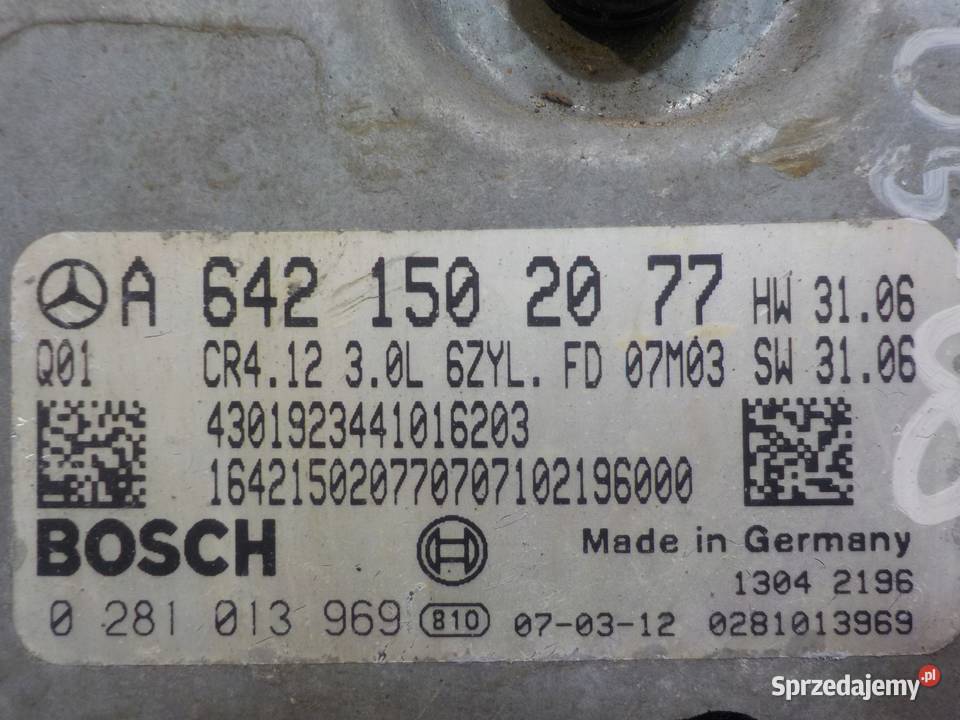 A 642 150 20 77 HW 31.06
Q01 CR4.12 3.0L 6ZYL. FD 07M03 SW 31.06
4301923441016203
164215020770707102196000
BOSCH Made in Germany
1304 2196
0 281 013 969 810 07-03-12 0281013969
Sprzedajemy.pl